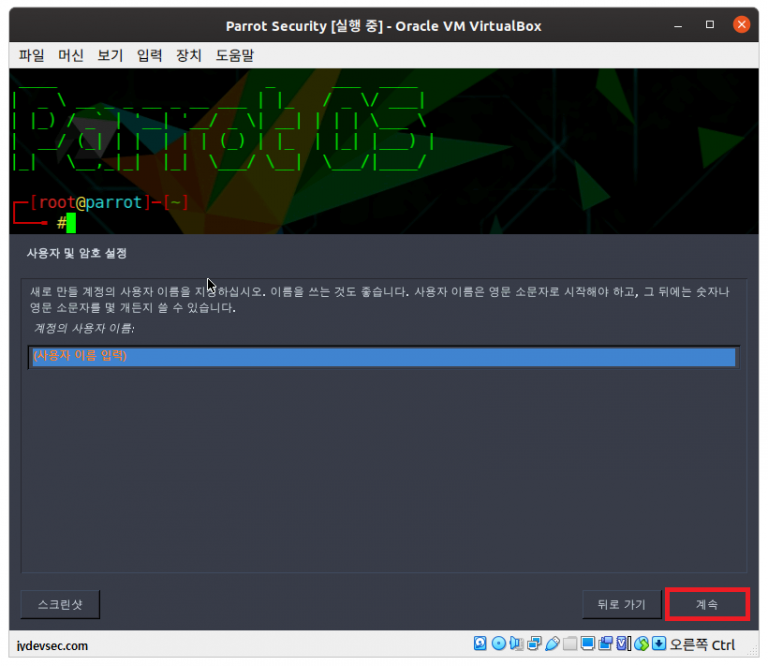 Parrot Security [실행 중] - Oracle VM VirtualBox
파일 머신 보기 입력 장치 도움말
Parrot OS
[root@parrot]-[~]
#
사용자 및 암호 설정
새로 만들 계정의 사용자 이름을 지정하십시오. 이름을 쓰는 것도 좋습니다. 사용자 이름은 영문 소문자로 시작해야 하고, 그 뒤에는 숫자나
영문 소문자를 몇 개든지 쓸 수 있습니다.
계정의 사용자 이름:
(사용자 이름 입력)
스크린샷 뒤로 가기 계속
jydevsec.com 오른쪽 Ctrl